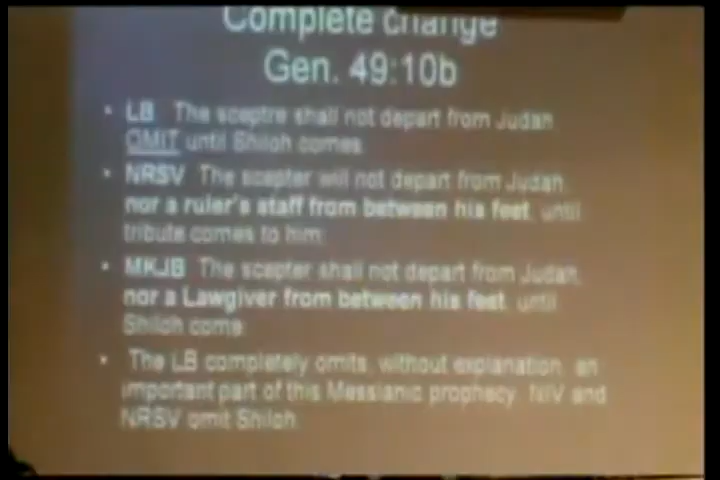 Complete change
Gen. 49:10b
• LB The sceptre shall not depart from Judah
OMIT until Shiloh comes
• NRSV The scepter will not depart from Judah,
nor a ruler's staff from between his feet, until
tribute comes to him;
• MKJB The scepter shall not depart from Judah,
nor a Lawgiver from between his feet, until
Shiloh come
• The LB completely omits, without explanation, an
important part of this Messianic prophecy. NIV and
NRSV omit Shiloh